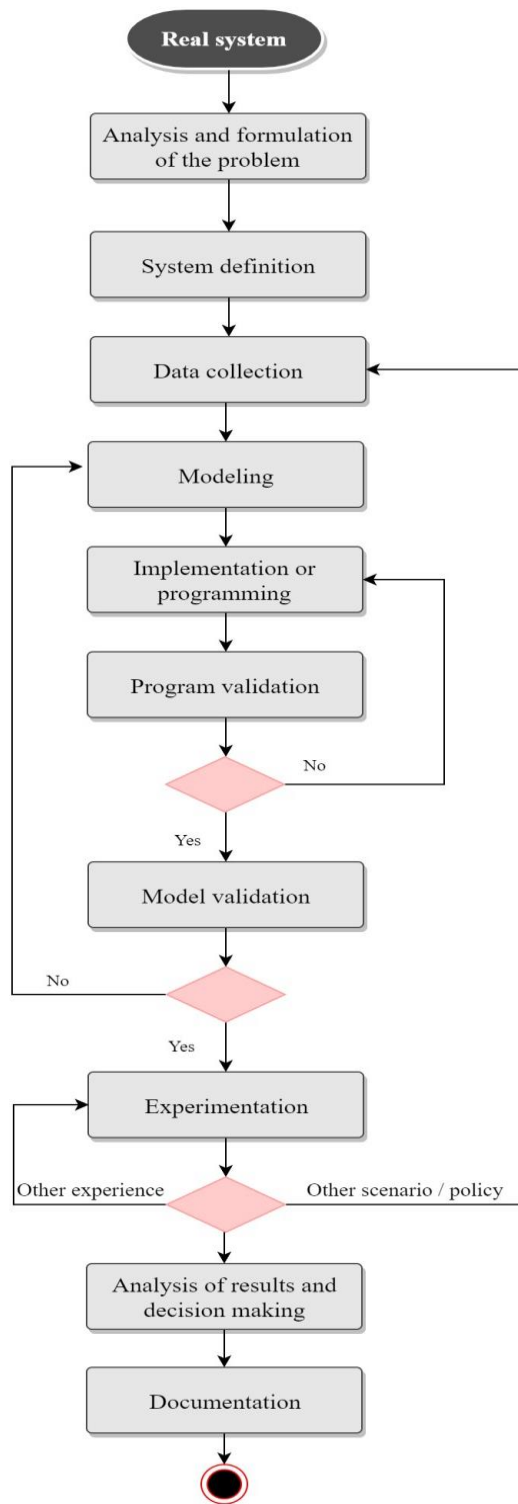 Real system
Analysis and formulation
of the problem
System definition
Data collection
Modeling
Implementation or
programming
Program validation
No
Yes
Model validation
No
Yes
Experimentation
Other experience
Other scenario / policy
Analysis of results and
decision making
Documentation